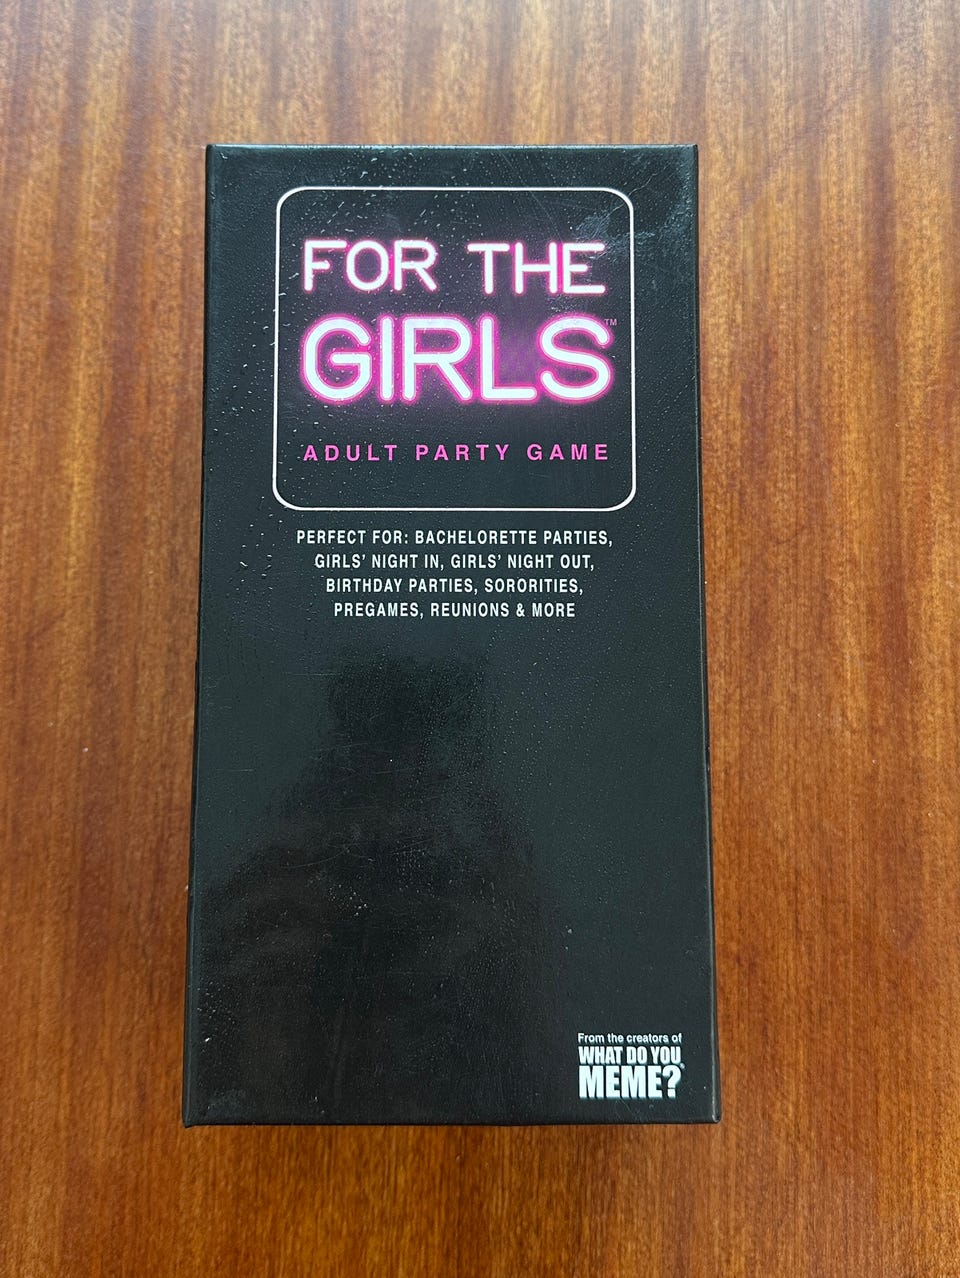 FOR THE
GIRLS™
ADULT PARTY GAME
PERFECT FOR: BACHELORETTE PARTIES,
GIRLS' NIGHT IN, GIRLS' NIGHT OUT,
BIRTHDAY PARTIES, SORORITIES,
PREGAMES, REUNIONS & MORE
From the creators of
WHAT DO YOU
MEME?®